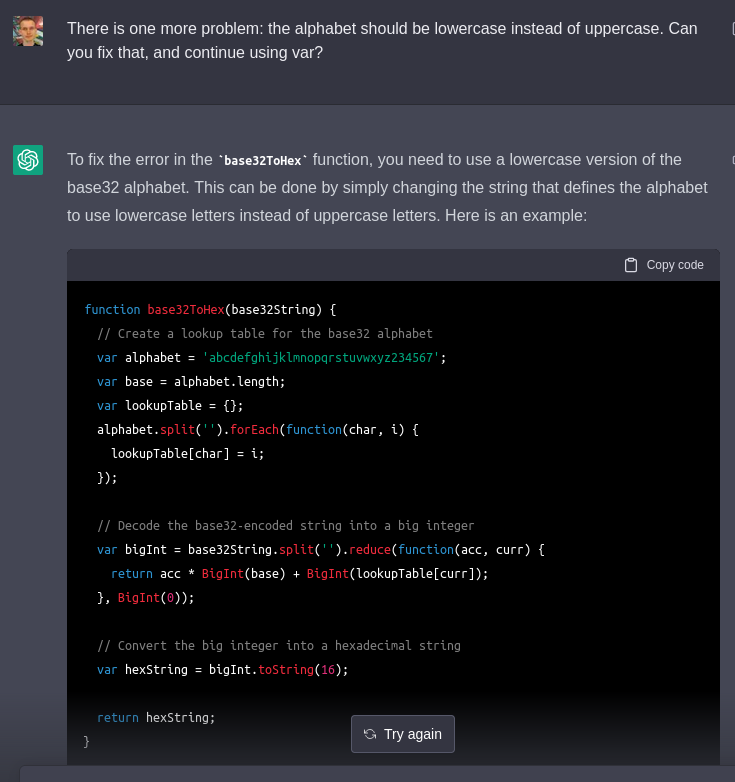 There is one more problem: the alphabet should be lowercase instead of uppercase. Can
you fix that, and continue using var?
To fix the error in the `base32ToHex` function, you need to use a lowercase version of the
base32 alphabet. This can be done by simply changing the string that defines the alphabet
to use lowercase letters instead of uppercase letters. Here is an example:
Copy code
function base32ToHex(base32String) {
  // Create a lookup table for the base32 alphabet
  var alphabet = 'abcdefghijklmnopqrstuvwxyz234567';
  var base = alphabet.length;
  var lookupTable = {};
  alphabet.split('').forEach(function(char, i) {
    lookupTable[char] = i;
  });
  // Decode the base32-encoded string into a big integer
  var bigInt = base32String.split('').reduce(function(acc, curr) {
    return acc * BigInt(base) + BigInt(lookupTable[curr]);
  }, BigInt(0));
  // Convert the big integer into a hexadecimal string
  var hexString = bigInt.toString(16);
  return hexString;
Try again
}